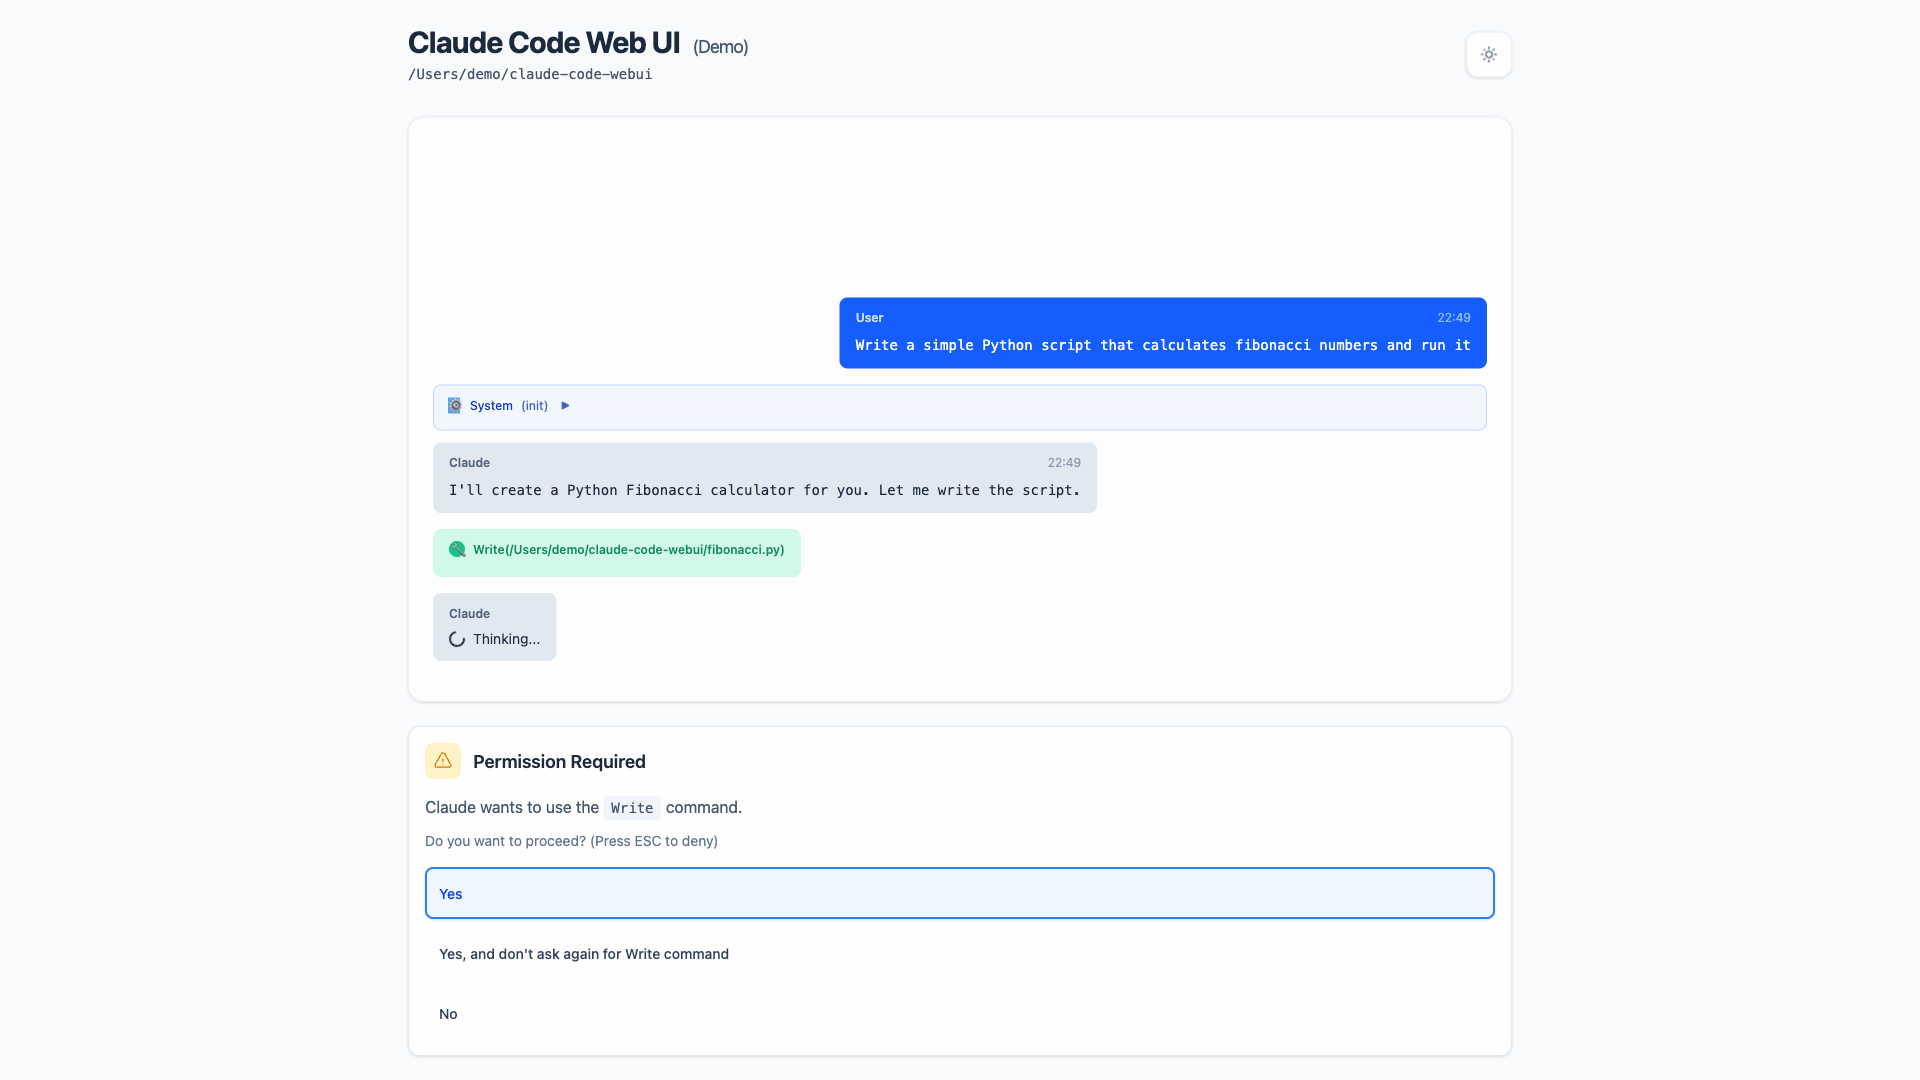 Claude Code Web UI (Demo)
/Users/demo/claude-code-webui
User 22:49
Write a simple Python script that calculates fibonacci numbers and run it
System (init)
Claude 22:49
I'll create a Python Fibonacci calculator for you. Let me write the script.
Write(/Users/demo/claude-code-webui/fibonacci.py)
Claude
Thinking...
Permission Required
Claude wants to use the Write command.
Do you want to proceed? (Press ESC to deny)
Yes
Yes, and don't ask again for Write command
No